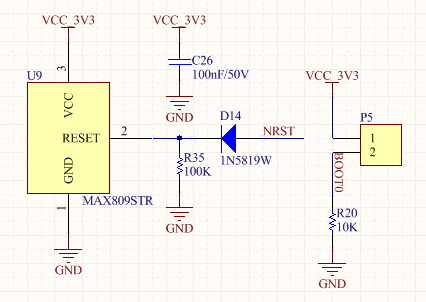 VCC_3V3
VCC_3V3
C26
100nF/50V
GND
U9
3
VCC
RESET
GND
2
1
MAX809STR
GND
D14
NRST
1N5819W
R35
100K
GND
VCC_3V3
P5
1
2
BOOT0
R20
10K
GND